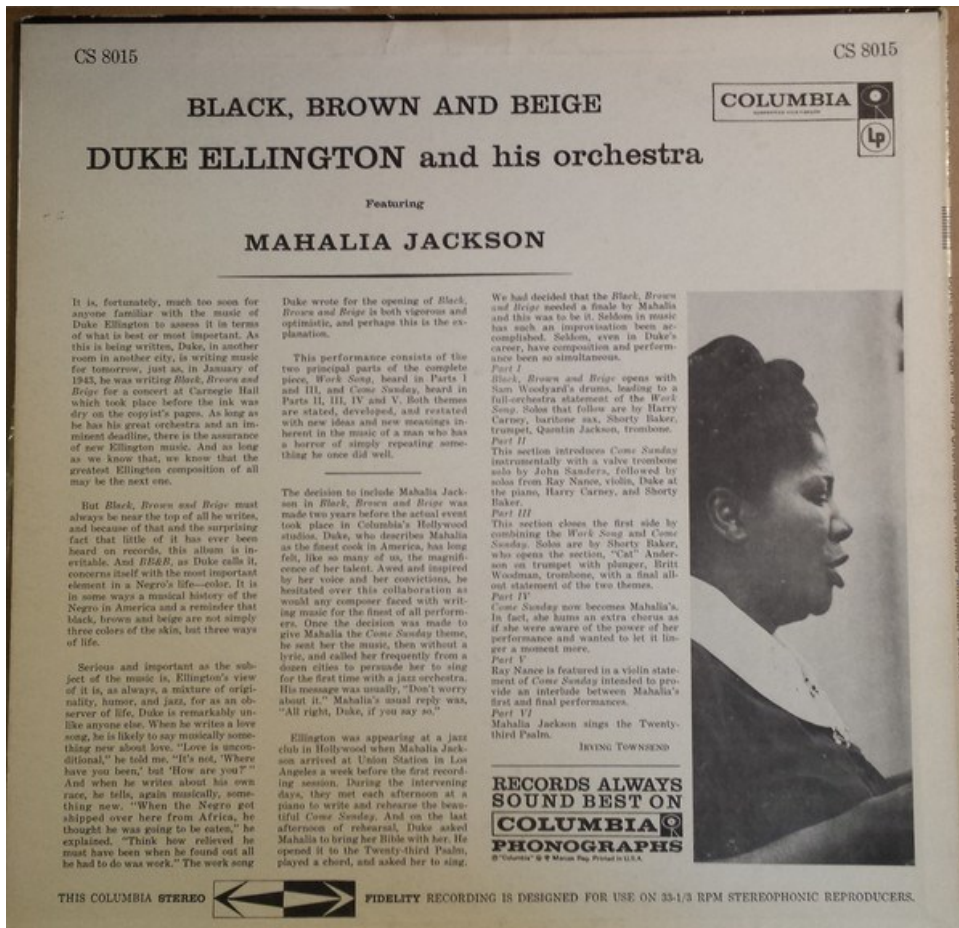 CS 8015
CS 8015
BLACK, BROWN AND BEIGE
COLUMBIA
DUKE ELLINGTON and his orchestra
Lp
Featuring
MAHALIA JACKSON
It is, fortunately, much too soon for
anyone familiar with the music of
Duke Ellington to assess it in terms
of what is best or most important. As
this is being written, Duke, in another
room in another city, is writing music
for tomorrow, just as, in January of
1943, he was writing Black, Brown and
Beige for a concert at Carnegie Hall
which took place before the ink was
dry on the copyist's pages. As long as
he has his great orchestra and an im-
minent deadline, there is the assurance
of new Ellington music. And as long
as we know that, we know that the
greatest Ellington composition of all
may be the next one.
But Black, Brown and Beige must
always be near the top of all he writes,
and because of that and the surprising
fact that little of it has ever been
heard on records, this album is in-
evitable. And BB&B, as Duke calls it,
concerns itself with the most important
element in a Negro's life—color. It is
in some ways a musical history of the
Negro in America and a reminder that
black, brown and beige are not simply
three colors of the skin, but three ways
of life.
Serious and important as the sub-
ject of the music is, Ellington's view
of it is, as always, a mixture of origi-
nality, humor, and jazz, for as an ob-
server of life, Duke is remarkably un-
like anyone else. When he writes a love
song, he is likely to say musically some-
thing new about love. "Love is uncon-
ditional," he told me. "It's not, 'Where
have you been,' but 'How are you?' "
And when he writes about his own
race, he tells, again musically, some-
thing new. "When the Negro got
shipped over here from Africa, he
thought he was going to be eaten," he
explained. "Think how relieved he
must have been when he found out all
he had to do was work." The work song
Duke wrote for the opening of Black,
Brown and Beige is both vigorous and
optimistic, and perhaps this is the ex-
planation.
This performance consists of the
two principal parts of the complete
piece, Work Song, heard in Parts I
and III, and Come Sunday, heard in
Parts II, III, IV and V. Both themes
are stated, developed, and restated
with new ideas and new meanings in-
herent in the music of a man who has
a horror of simply repeating some-
thing he once did well.
The decision to include Mahalia Jack-
son in Black, Brown and Beige was
made two years before the actual event
took place in Columbia's Hollywood
studios. Duke, who describes Mahalia
as the finest cook in America, has long
felt, like so many of us, the magnifi-
cence of her talent. Awed and inspired
by her voice and her convictions, he
hesitated over this collaboration as
would any composer faced with writ-
ing music for the finest of all perform-
ers. Once the decision was made to
give Mahalia the Come Sunday theme,
he sent her the music, then without a
lyric, and called her frequently from a
dozen cities to persuade her to sing
for the first time with a jazz orchestra.
His message was usually, "Don't worry
about it." Mahalia's usual reply was,
"All right, Duke, if you say so."
Ellington was appearing at a jazz
club in Hollywood when Mahalia Jack-
son arrived at Union Station in Los
Angeles a week before the first record-
ing session. During the intervening
days, they met each afternoon at a
piano to write and rehearse the beau-
tiful Come Sunday. And on the last
afternoon of rehearsal, Duke asked
Mahalia to bring her Bible with her. He
opened it to the Twenty-third Psalm,
played a chord, and asked her to sing.
We had decided that the Black, Brown
and Beige needed a finale by Mahalia
and this was to be it. Seldom in music
has such an improvisation been ac-
complished. Seldom, even in Duke's
career, have composition and perform-
ance been so simultaneous.
Part I
Black, Brown and Beige opens with
Sam Woodyard's drums, leading to a
full-orchestra statement of the Work
Song. Solos that follow are by Harry
Carney, baritone sax, Shorty Baker,
trumpet, Quentin Jackson, trombone.
Part II
This section introduces Come Sunday
instrumentally with a valve trombone
solo by John Sanders, followed by
solos from Ray Nance, violin, Duke at
the piano, Harry Carney, and Shorty
Baker.
Part III
This section closes the first side by
combining the Work Song and Come
Sunday. Solos are by Shorty Baker,
who opens the section, "Cat" Ander-
son on trumpet with plunger, Britt
Woodman, trombone, with a final all-
out statement of the two themes.
Part IV
Come Sunday now becomes Mahalia's.
In fact, she hums an extra chorus as
if she were aware of the power of her
performance and wanted to let it lin-
ger a moment more.
Part V
Ray Nance is featured in a violin state-
ment of Come Sunday intended to pro-
vide an interlude between Mahalia's
first and final performances.
Part VI
Mahalia Jackson sings the Twenty-
third Psalm.
IRVING TOWNSEND
RECORDS ALWAYS
SOUND BEST ON
COLUMBIA
PHONOGRAPHS
® "Columbia" ® Marcas Reg. Printed in U.S.A.
THIS COLUMBIA STEREO FIDELITY RECORDING IS DESIGNED FOR USE ON 33-1/3 RPM STEREOPHONIC REPRODUCERS.